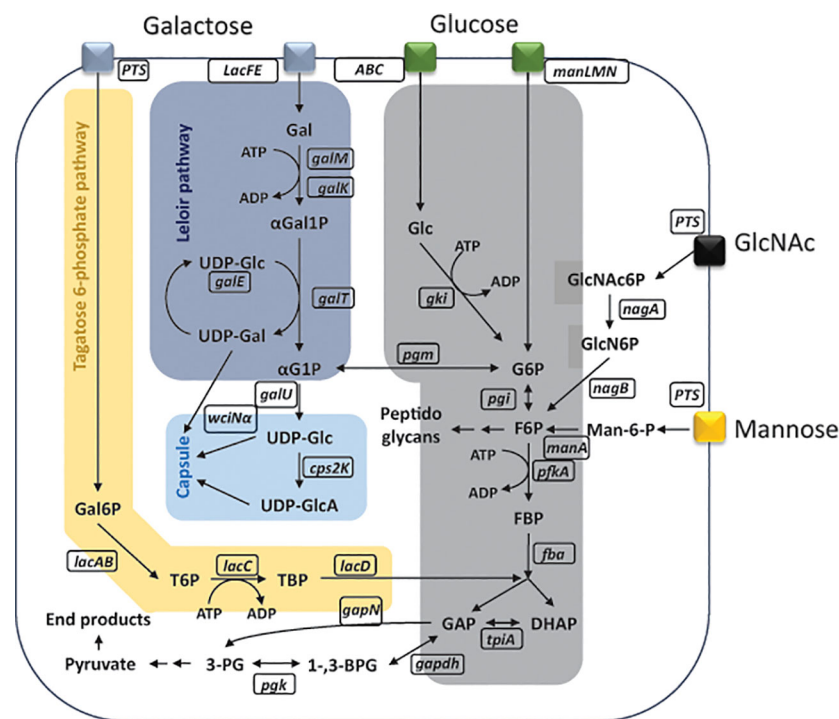 Galactose
Glucose
PTS
LacFE
ABC
manLMN
Tagatose 6-phosphate pathway
Leloir pathway
Gal
ATP
galM
ADP
galK
αGal1P
UDP-Glc
galE
galT
UDP-Gal
αG1P
Glc
ATP
ADP
gki
pgm
G6P
PTS
GlcNAc
GlcNAc6P
nagA
GlcN6P
nagB
pgi
galU
wciNα
Capsule
UDP-Glc
cps2K
UDP-GlcA
Peptido
glycans
F6P
Man-6-P
PTS
Mannose
manA
ATP
pfkA
ADP
FBP
fba
Gal6P
lacAB
T6P
lacC
TBP
lacD
ATP
ADP
gapN
GAP
tpiA
DHAP
End products
Pyruvate
3-PG
pgk
1-,3-BPG
gapdh